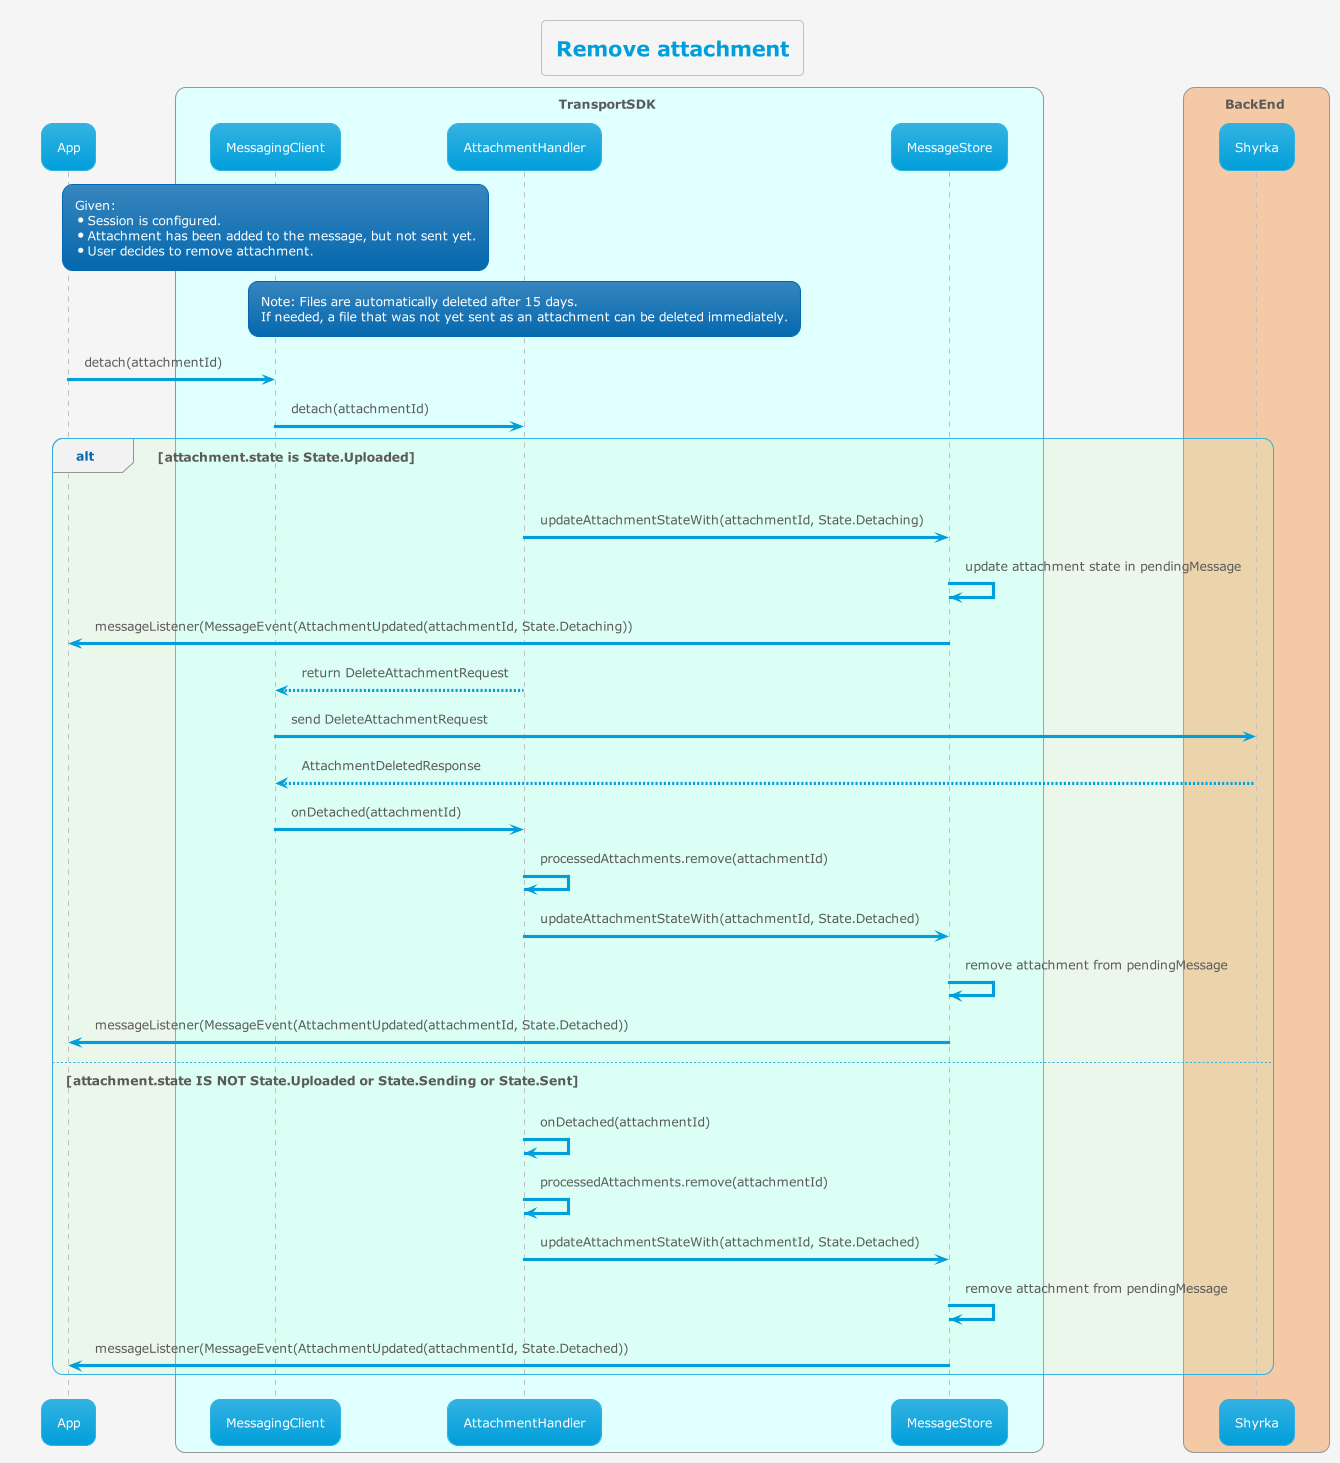 Remove attachment
TransportSDK
BackEnd
App
MessagingClient
AttachmentHandler
MessageStore
Shyrka
Given:
• Session is configured.
• Attachment has been added to the message, but not sent yet.
• User decides to remove attachment.
Note: Files are automatically deleted after 15 days.
If needed, a file that was not yet sent as an attachment can be deleted immediately.
detach(attachmentId)
detach(attachmentId)
alt
[attachment.state is State.Uploaded]
updateAttachmentStateWith(attachmentId, State.Detaching)
update attachment state in pendingMessage
messageListener(MessageEvent(AttachmentUpdated(attachmentId, State.Detaching))
return DeleteAttachmentRequest
send DeleteAttachmentRequest
AttachmentDeletedResponse
onDetached(attachmentId)
processedAttachments.remove(attachmentId)
updateAttachmentStateWith(attachmentId, State.Detached)
remove attachment from pendingMessage
messageListener(MessageEvent(AttachmentUpdated(attachmentId, State.Detached))
[attachment.state IS NOT State.Uploaded or State.Sending or State.Sent]
onDetached(attachmentId)
processedAttachments.remove(attachmentId)
updateAttachmentStateWith(attachmentId, State.Detached)
remove attachment from pendingMessage
messageListener(MessageEvent(AttachmentUpdated(attachmentId, State.Detached))
App
MessagingClient
AttachmentHandler
MessageStore
Shyrka